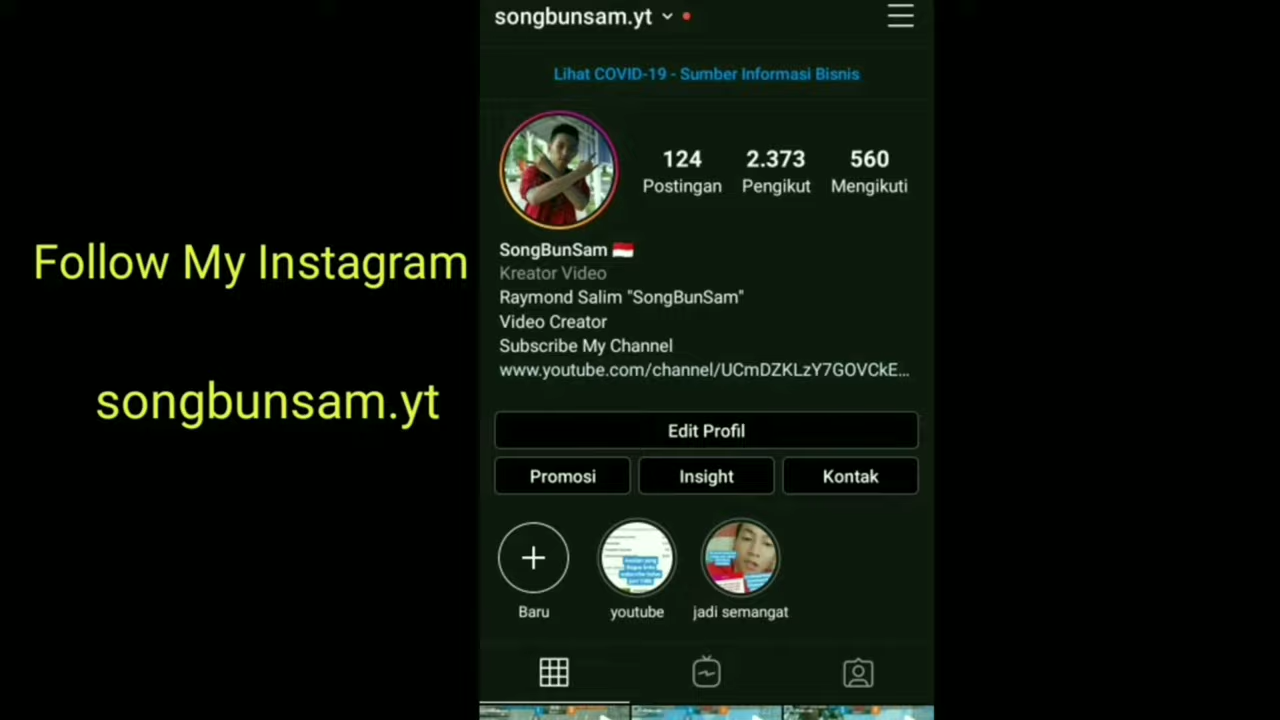 Follow My Instagram
songbunsam.yt
songbunsam.yt
Lihat COVID-19 - Sumber Informasi Bisnis
124 2.373 560
Postingan Pengikut Mengikuti
SongBunSam
Kreator Video
Raymond Salim "SongBunSam"
Video Creator
Subscribe My Channel
www.youtube.com/channel/UCmDZKLzY7GOVCkE...
Edit Profil
Promosi Insight Kontak
Baru youtube jadi semangat